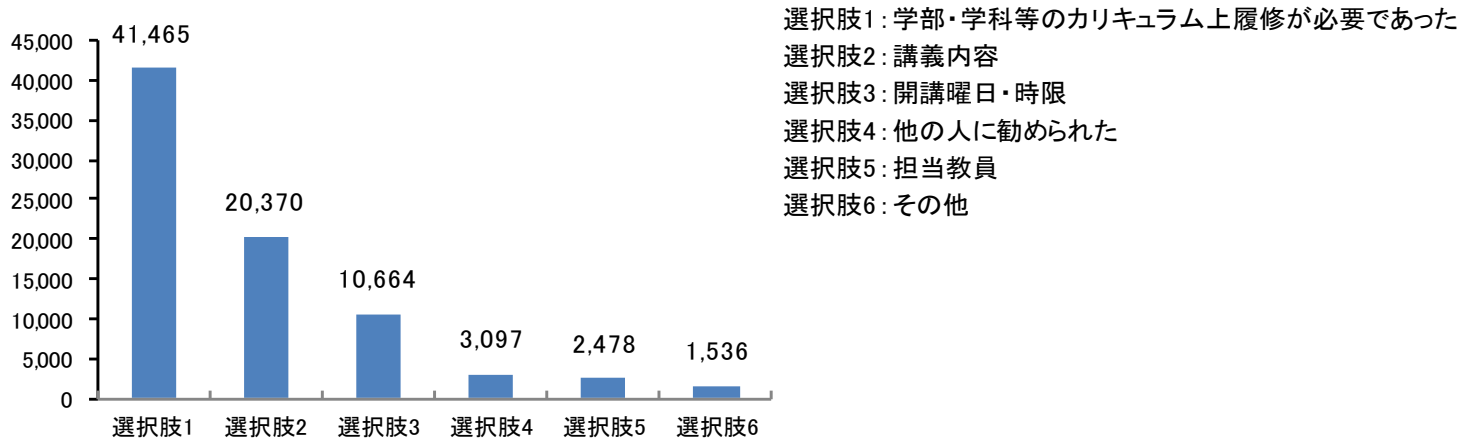 選択肢1：学部・学科等のカリキュラム上履修が必要であった
選択肢2：講義内容
選択肢3：開講曜日・時限
選択肢4：他の人に勧められた
選択肢5：担当教員
選択肢6：その他
45,000
40,000
35,000
30,000
25,000
20,000
15,000
10,000
5,000
0
41,465
20,370
10,664
3,097
2,478
1,536
選択肢1
選択肢2
選択肢3
選択肢4
選択肢5
選択肢6